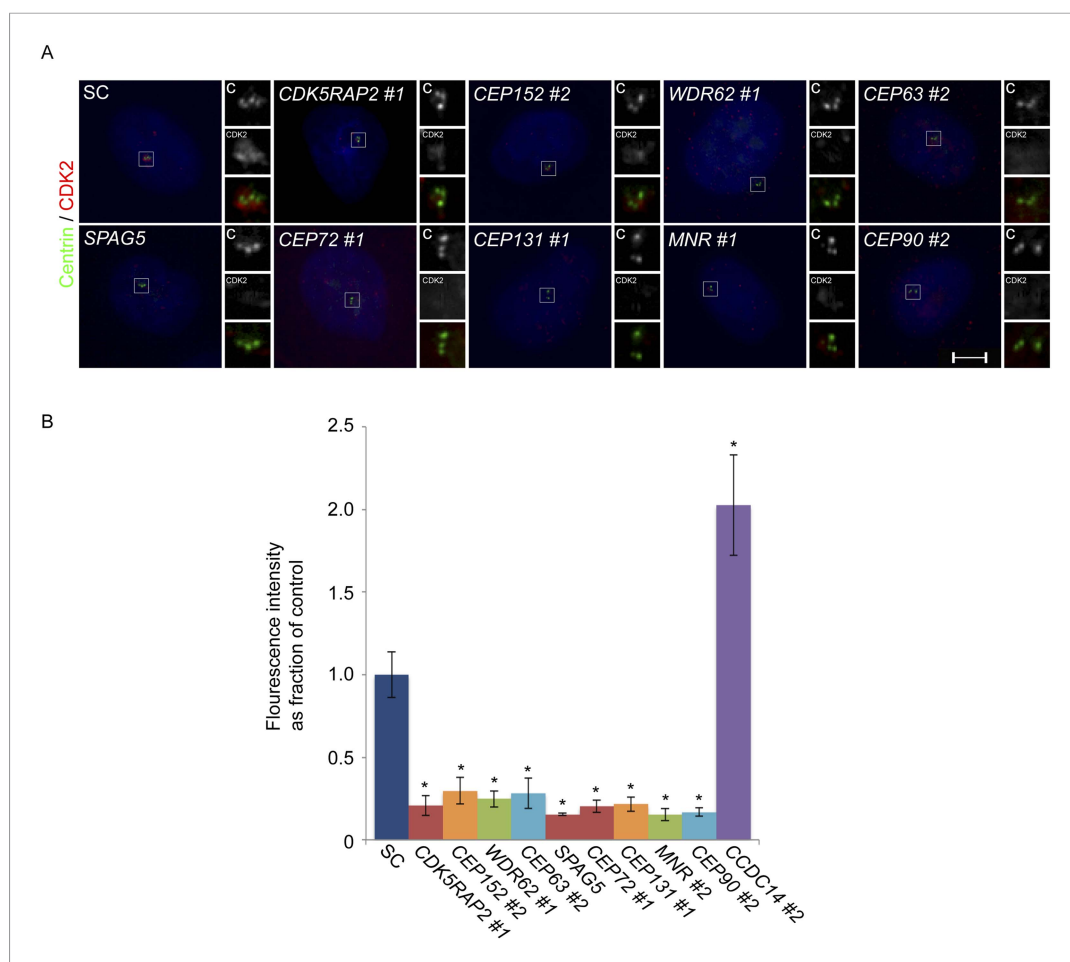 A
Centrin / CDK2
SC
C
CDK2
CDK5RAP2 #1
C
CDK2
CEP152 #2
C
CDK2
WDR62 #1
C
CDK2
CEP63 #2
C
CDK2
SPAG5
C
CDK2
CEP72 #1
C
CDK2
CEP131 #1
C
CDK2
MNR #1
C
CDK2
CEP90 #2
C
CDK2
B
Flourescence intensity
as fraction of control
2.5
2.0
1.5
1.0
0.5
0
*
*
*
*
*
*
*
*
*
*
SC
CDK5RAP2 #1
CEP152 #2
WDR62 #1
CEP63 #2
SPAG5
CEP72 #1
CEP131 #1
MNR #2
CEP90 #2
CCDC14 #2